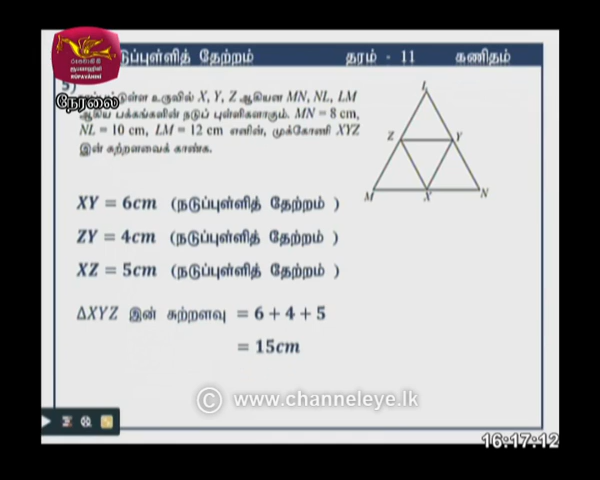 டுப்புள்ளித் தேற்றம் தரம் - 11 கணிதம்
நேரலை
5)
உருவில் X, Y, Z ஆகியன MN, NL, LM
ஆகிய பக்கங்களின் நடுப் புள்ளிகளாகும். MN = 8 cm,
NL = 10 cm, LM = 12 cm எனின், முக்கோணி XYZ
இன் சுற்றளவைக் காண்க.
L
Z Y
M X N
XY = 6cm (நடுப்புள்ளித் தேற்றம் )
ZY = 4cm (நடுப்புள்ளித் தேற்றம் )
XZ = 5cm (நடுப்புள்ளித் தேற்றம் )
ΔXYZ இன் சுற்றளவு = 6 + 4 + 5
= 15cm
© www.channeleye.lk
16:17:12